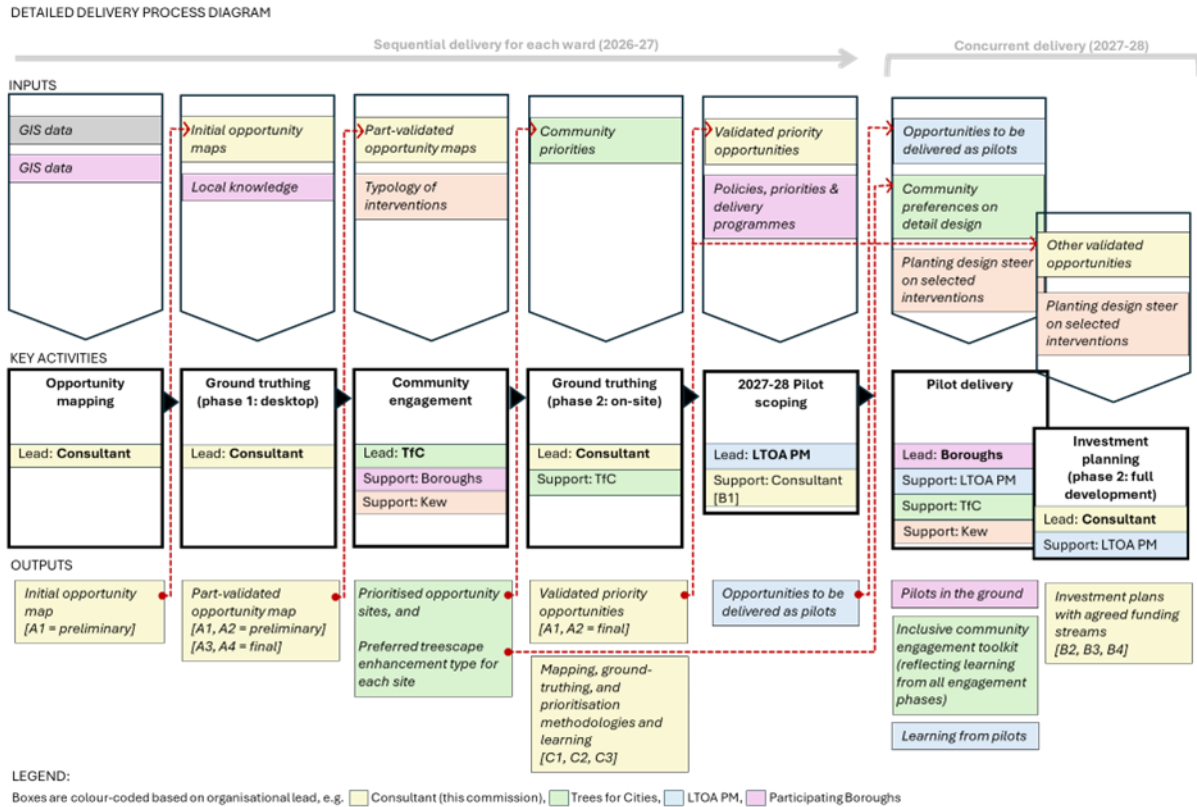 DETAILED DELIVERY PROCESS DIAGRAM
Sequential delivery for each ward (2026-27)
Concurrent delivery (2027-28)
INPUTS
GIS data
GIS data
Initial opportunity
maps
Local knowledge
Part-validated
opportunity maps
Typology of
interventions
Community
priorities
Validated priority
opportunities
Policies, priorities &
delivery
programmes
Opportunities to be
delivered as pilots
Community
preferences on
detail design
Planting design steer
on selected
interventions
Other validated
opportunities
Planting design steer
on selected
interventions
KEY ACTIVITIES
Opportunity
mapping
Lead: Consultant
Ground truthing
(phase 1: desktop)
Lead: Consultant
Community
engagement
Lead: TfC
Support: Boroughs
Support: Kew
Ground truthing
(phase 2: on-site)
Lead: Consultant
Support: TfC
2027-28 Pilot
scoping
Lead: LTOA PM
Support: Consultant
[B1]
Pilot delivery
Lead: Boroughs
Support: LTOA PM
Support: TfC
Support: Kew
Investment
planning
(phase 2: full
development)
Lead: Consultant
Support: LTOA PM
OUTPUTS
Initial opportunity
map
[A1 = preliminary]
Part-validated
opportunity map
[A1, A2 = preliminary]
[A3, A4 = final]
Prioritised opportunity
sites, and
Preferred treescape
enhancement type for
each site
Validated priority
opportunities
[A1, A2 = final]
Mapping, ground-
truthing, and
prioritisation
methodologies and
learning
[C1, C2, C3]
Opportunities to be
delivered as pilots
Pilots in the ground
Inclusive community
engagement toolkit
(reflecting learning
from all engagement
phases)
Learning from pilots
Investment plans
with agreed funding
streams
[B2, B3, B4]
LEGEND:
Boxes are colour-coded based on organisational lead, e.g. Consultant (this commission), Trees for Cities, LTOA PM, Participating Boroughs